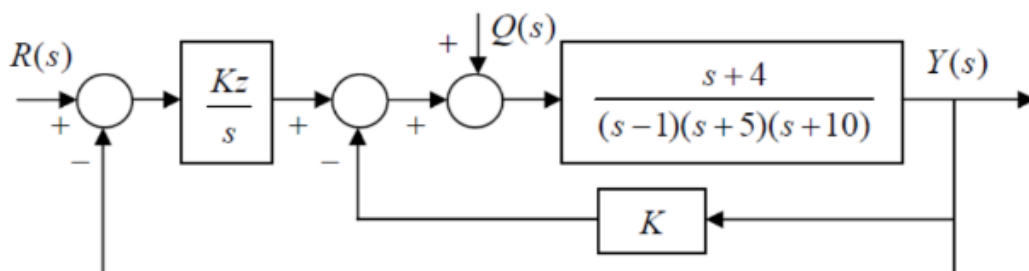 R(s)
+
−
Kz
s
+
−
+
+
Q(s)
s + 4
(s − 1)(s + 5)(s + 10)
Y(s)
K